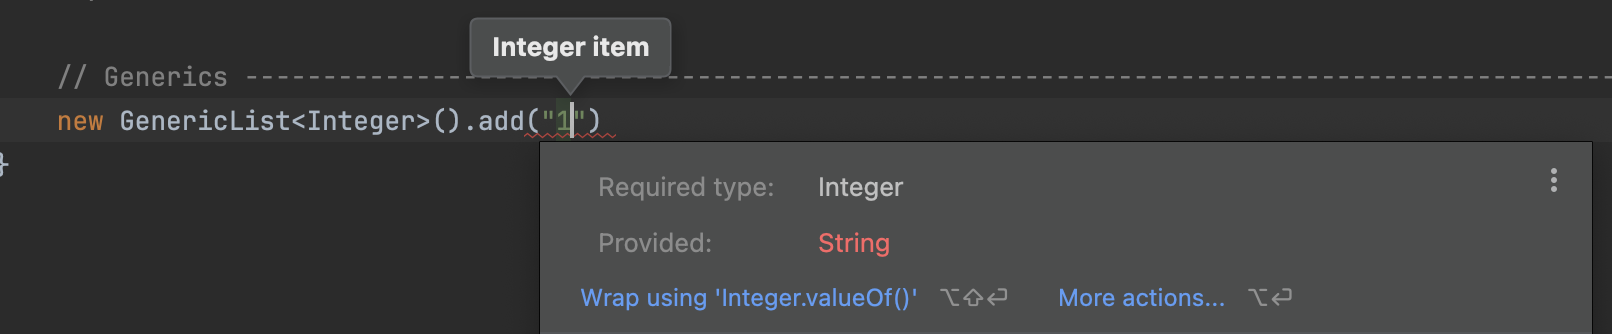 Integer item
// Generics --------------------------------------------------------------------------------------
new GenericList<Integer>().add("1")
}
Required type: Integer
Provided: String
Wrap using 'Integer.valueOf()' ⌥⇧⏎ More actions... ⌥⏎